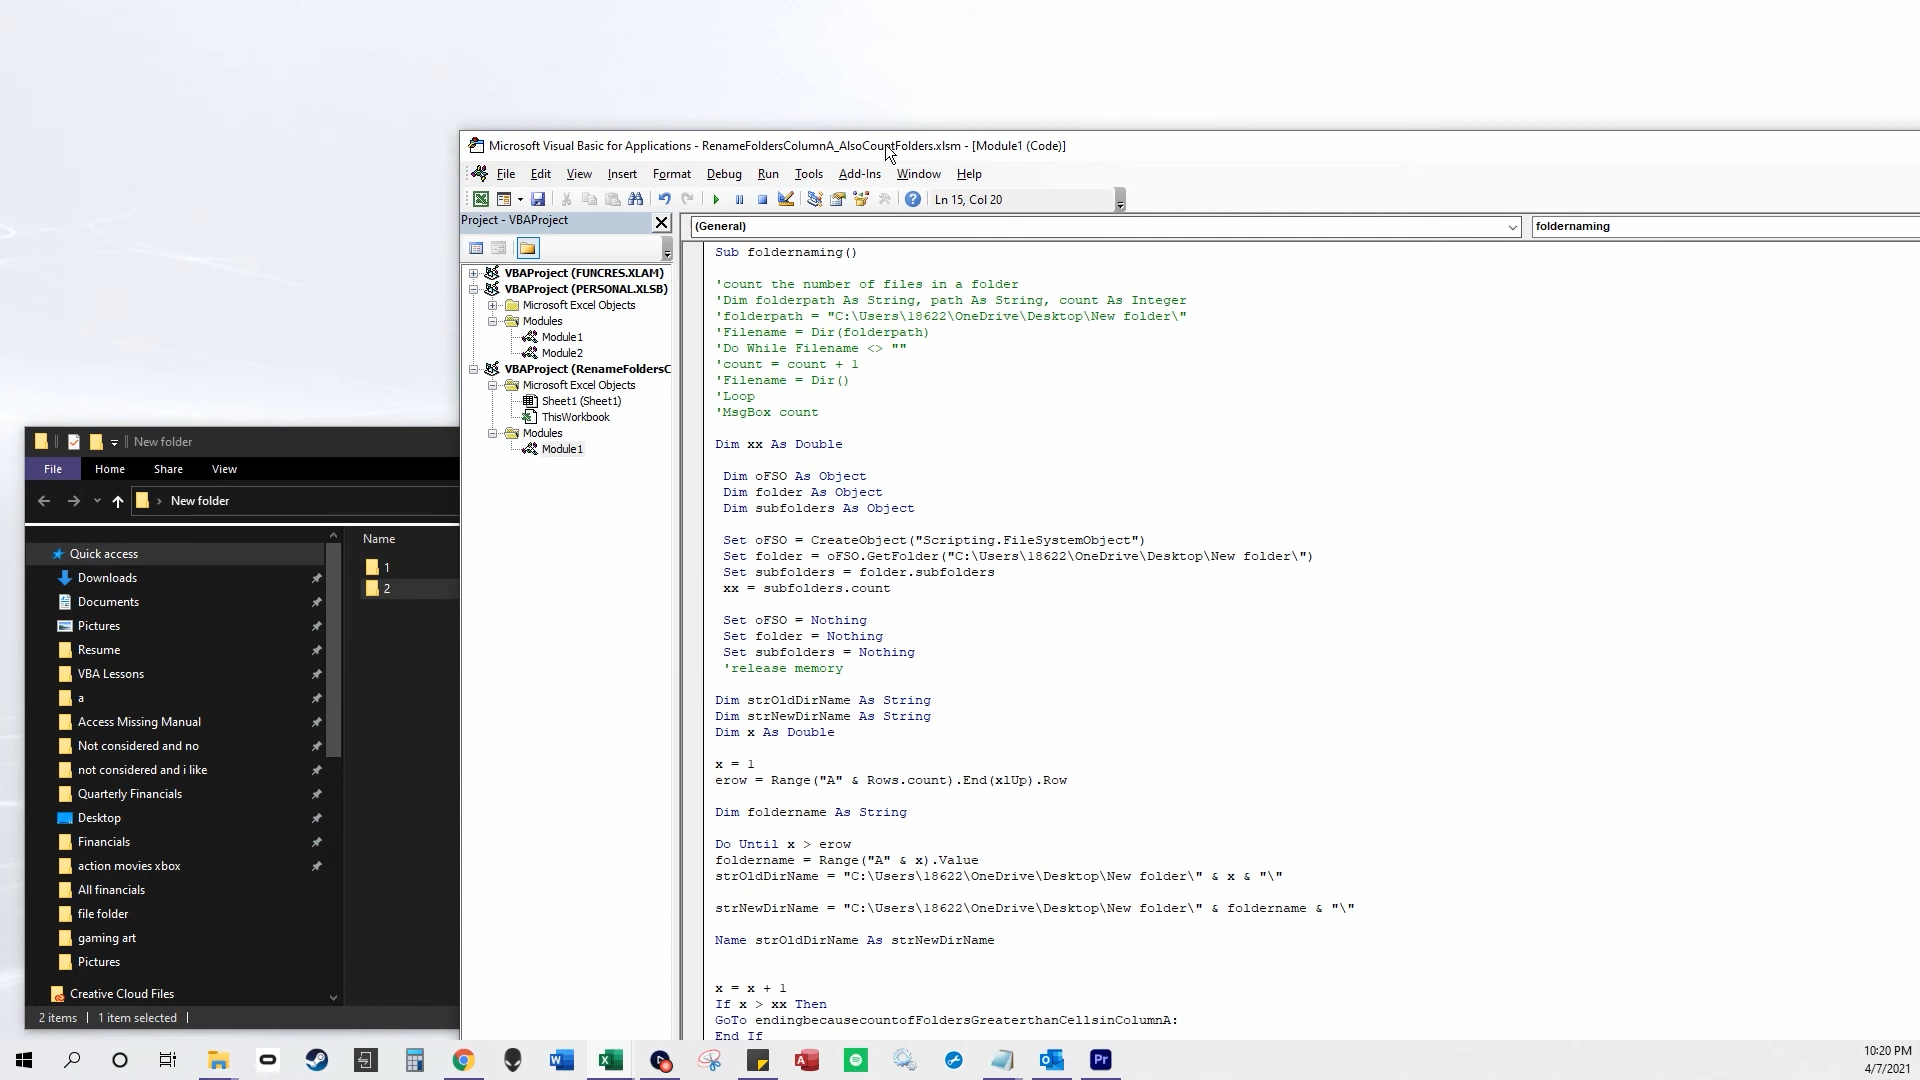 Microsoft Visual Basic for Applications - RenameFoldersColumnA_AlsoCountFolders.xlsm - [Module1 (Code)]
File Edit View Insert Format Debug Run Tools Add-Ins Window Help
Ln 15, Col 20
Project - VBAProject
(General)
foldernaming
VBAProject (FUNCRES.XLAM)
VBAProject (PERSONAL.XLSB)
Microsoft Excel Objects
Modules
Module1
Module2
VBAProject (RenameFoldersC
Microsoft Excel Objects
Sheet1 (Sheet1)
ThisWorkbook
Modules
Module1
Sub foldernaming()
'count the number of files in a folder
'Dim folderpath As String, path As String, count As Integer
'folderpath = "C:\Users\18622\OneDrive\Desktop\New folder\"
'Filename = Dir(folderpath)
'Do While Filename <> ""
'count = count + 1
'Filename = Dir()
'Loop
'MsgBox count
Dim xx As Double
Dim oFSO As Object
Dim folder As Object
Dim subfolders As Object
Set oFSO = CreateObject("Scripting.FileSystemObject")
Set folder = oFSO.GetFolder("C:\Users\18622\OneDrive\Desktop\New folder\")
Set subfolders = folder.subfolders
xx = subfolders.count
Set oFSO = Nothing
Set folder = Nothing
Set subfolders = Nothing
'release memory
Dim strOldDirName As String
Dim strNewDirName As String
Dim x As Double
x = 1
erow = Range("A" & Rows.count).End(xlUp).Row
Dim foldername As String
Do Until x > erow
foldername = Range("A" & x).Value
strOldDirName = "C:\Users\18622\OneDrive\Desktop\New folder\" & x & "\"
strNewDirName = "C:\Users\18622\OneDrive\Desktop\New folder\" & foldername & "\"
Name strOldDirName As strNewDirName
x = x + 1
If x > xx Then
GoTo endingbecausecountofFoldersGreaterthanCellsinColumnA:
End If
New folder
File Home Share View
New folder
Quick access
Downloads
Documents
Pictures
Resume
VBA Lessons
a
Access Missing Manual
Not considered and no
not considered and i like
Quarterly Financials
Desktop
Financials
action movies xbox
All financials
file folder
gaming art
Pictures
Creative Cloud Files
Name
1
2
2 items 1 item selected
W
X
A
Pr
10:20 PM
4/7/2021